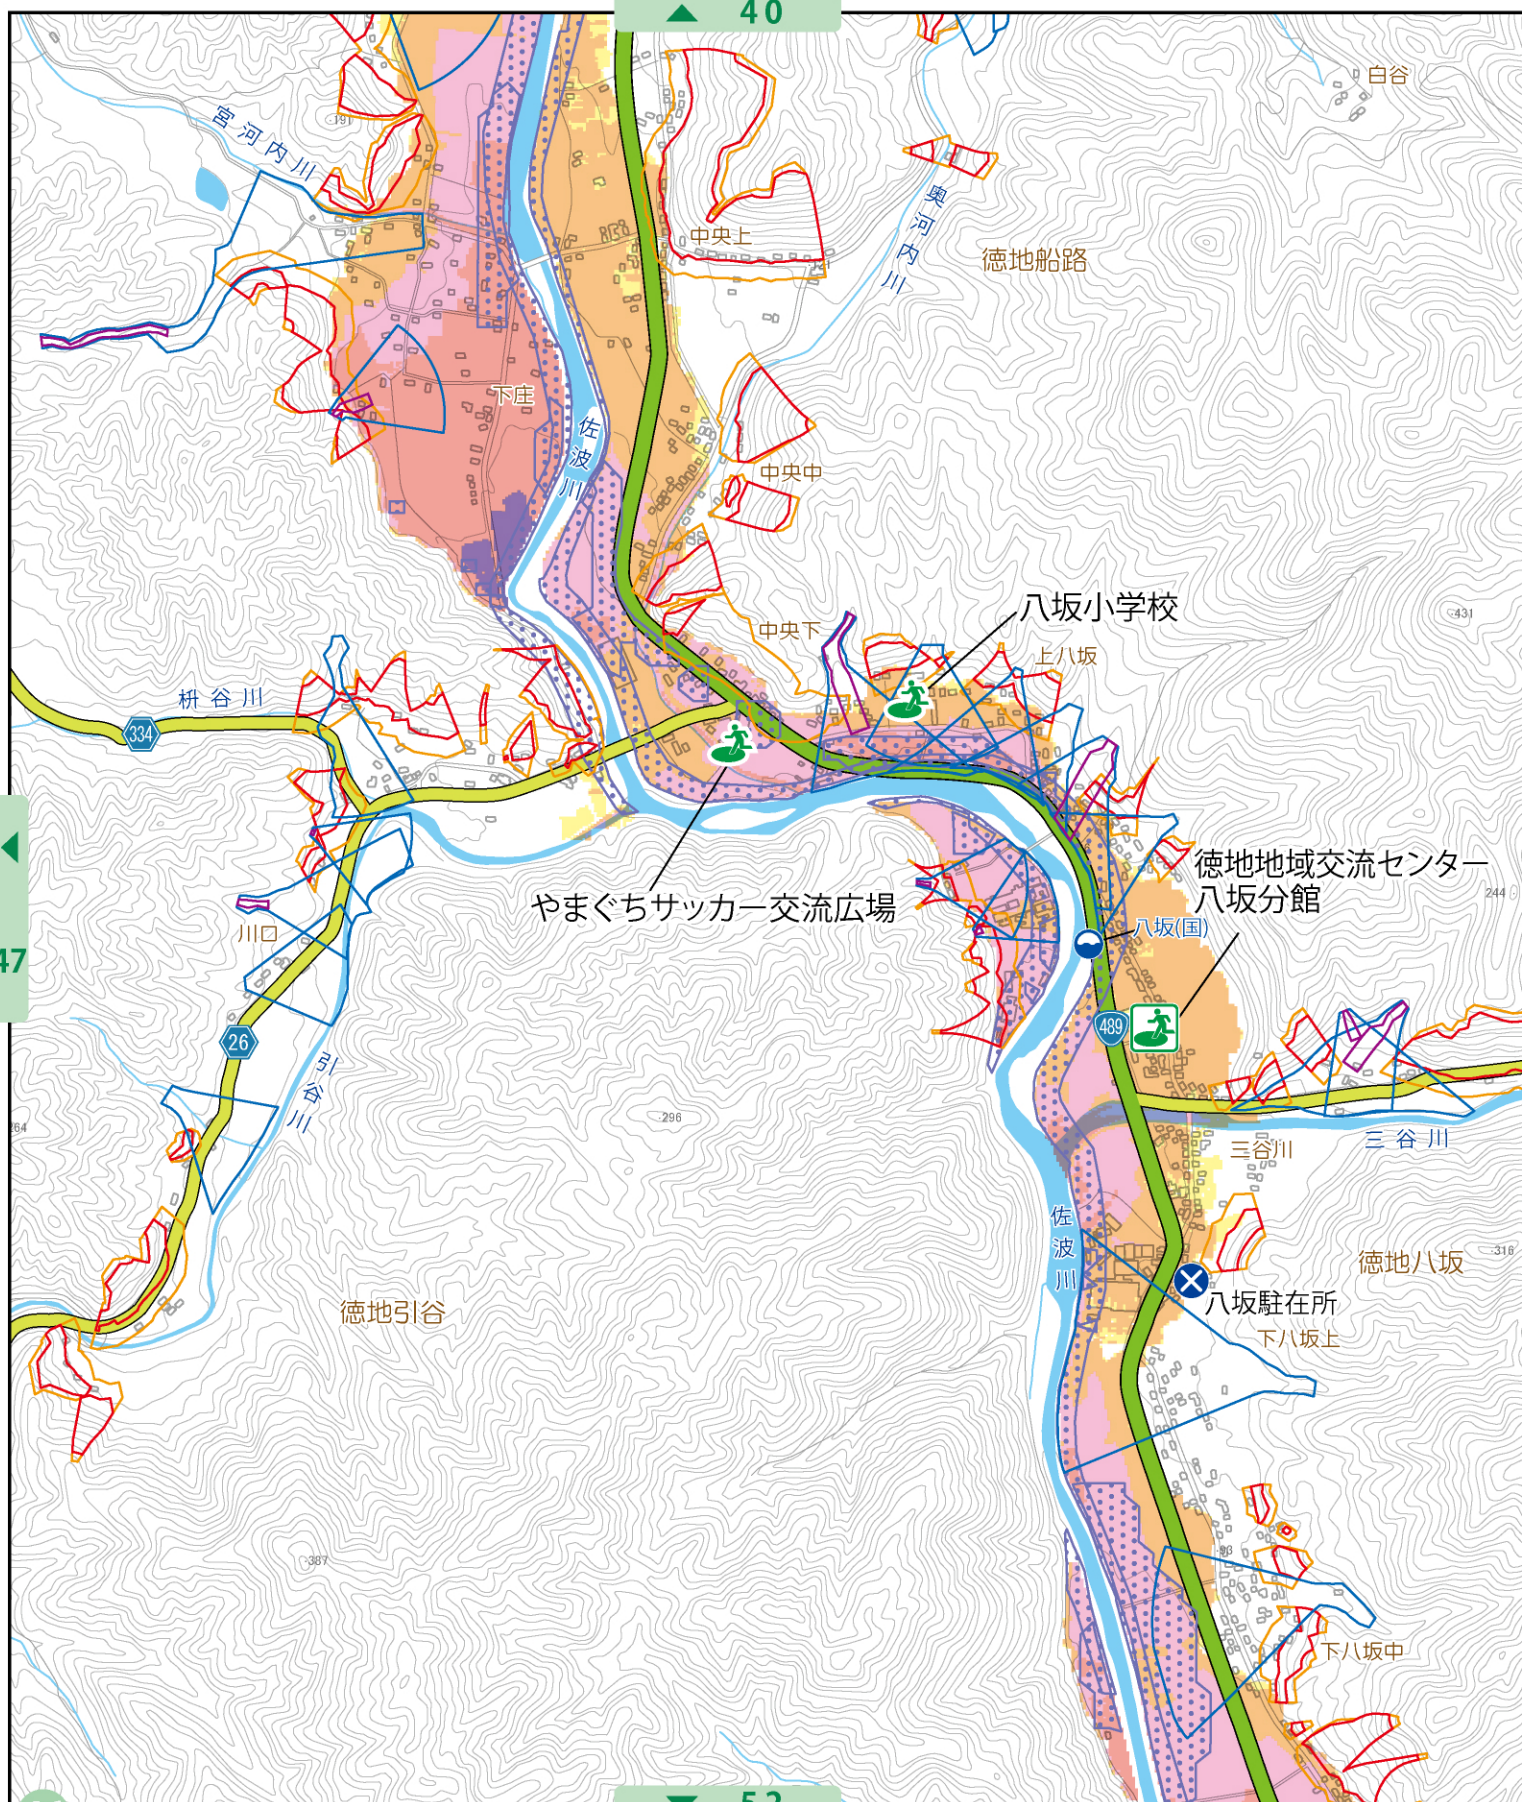 40
白谷
191
宮河内川
奥河内川
中央上
121
徳地船路
下庄
佐波川
中央中
八坂小学校
431
中央下
上八坂
枡谷川
334
徳地地域交流センター
八坂分館
244
やまぐちサッカー交流広場
八坂(国)
川口
47
489
26
引谷川
296
264
三谷川
三谷川
佐波川
徳地八坂
316
八坂駐在所
徳地引谷
下八坂上
93
387
下八坂中
52